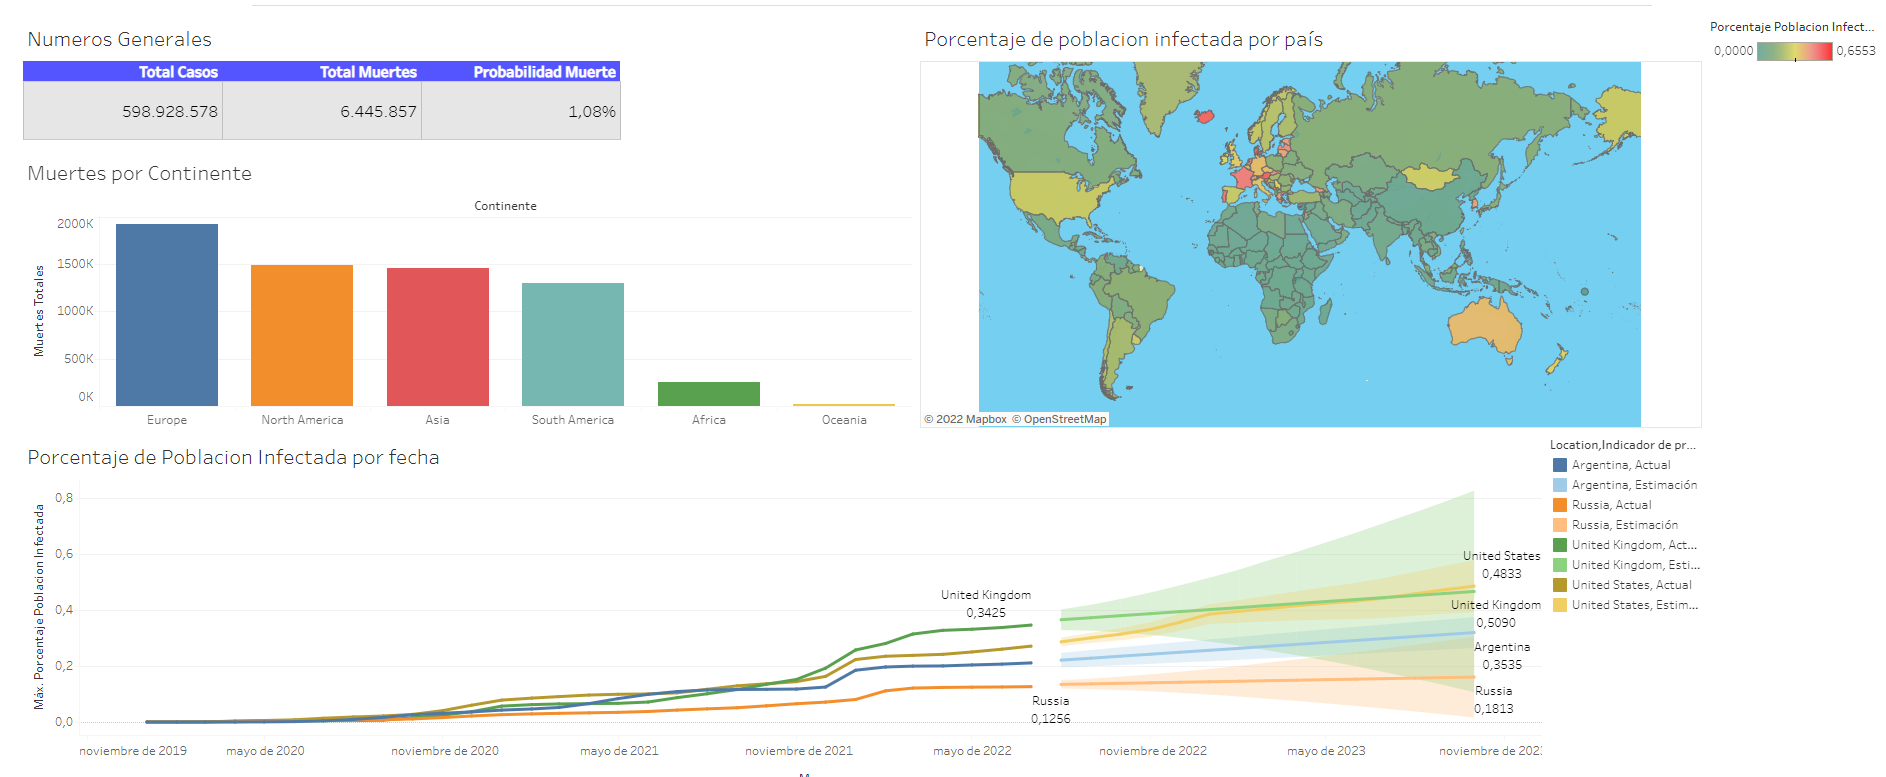 Numeros Generales
Total Casos Total Muertes Probabilidad Muerte
598.928.578 6.445.857 1,08%
Muertes por Continente
Continente
Muertes Totales
2000K
1500K
1000K
500K
0K
Europe North America Asia South America Africa Oceania
Porcentaje de poblacion infectada por país
© 2022 Mapbox © OpenStreetMap
Porcentaje Poblacion Infect...
0,0000 0,6553
Porcentaje de Poblacion Infectada por fecha
Máx. Porcentaje Poblacion Infectada
0,8
0,6
0,4
0,2
0,0
United Kingdom
0,3425
Russia
0,1256
United States
0,4833
United Kingdom
0,5090
Argentina
0,3535
Russia
0,1813
noviembre de 2019 mayo de 2020 noviembre de 2020 mayo de 2021 noviembre de 2021 mayo de 2022 noviembre de 2022 mayo de 2023 noviembre de 202
Location,Indicador de pr...
Argentina, Actual
Argentina, Estimación
Russia, Actual
Russia, Estimación
United Kingdom, Act...
United Kingdom, Esti...
United States, Actual
United States, Estim...